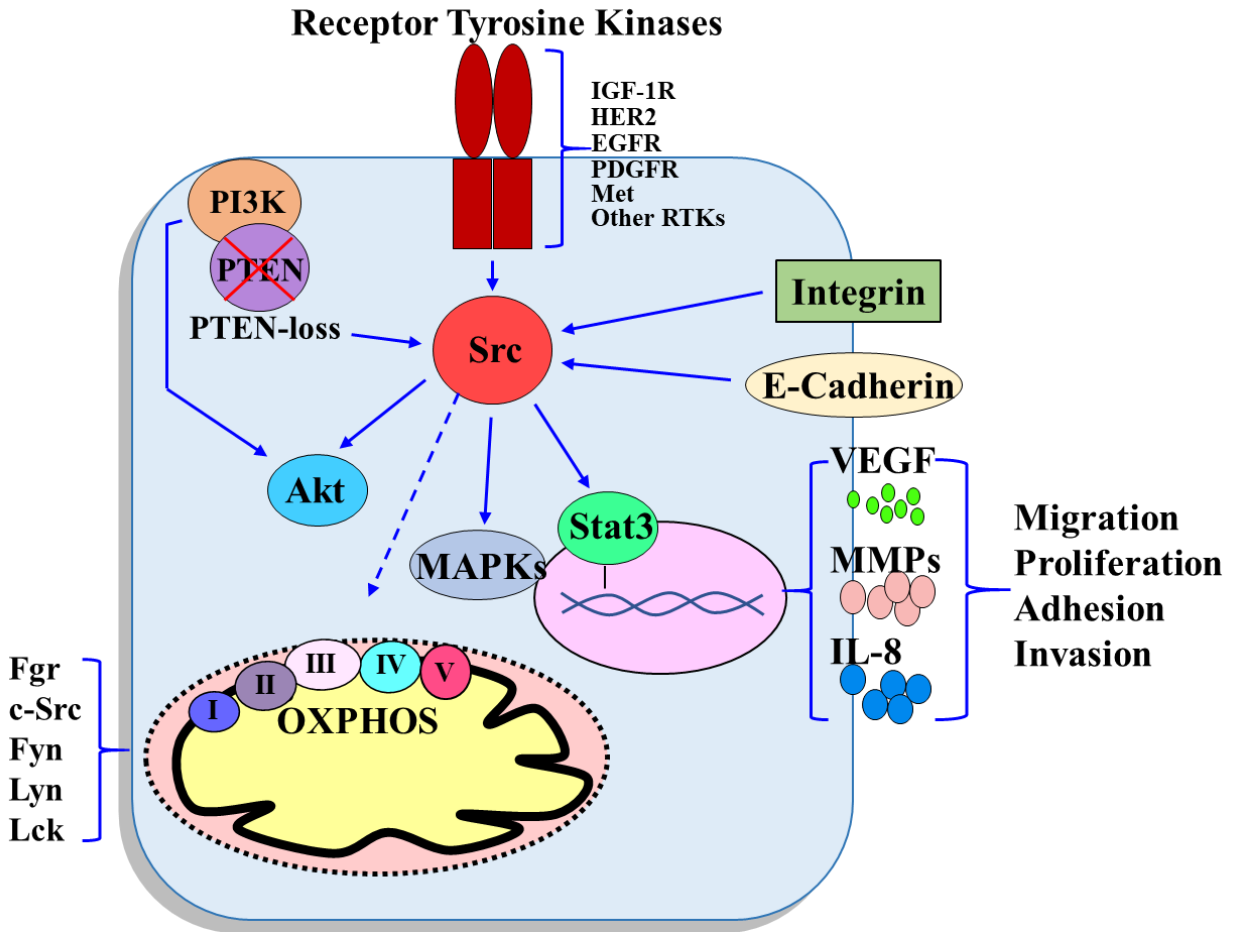 Receptor Tyrosine Kinases
IGF-1R
HER2
EGFR
PDGFR
Met
Other RTKs
PI3K
PTEN
PTEN-loss
Src
Integrin
E-Cadherin
Akt
MAPKs
Stat3
VEGF
MMPs
IL-8
Migration
Proliferation
Adhesion
Invasion
Fgr
c-Src
Fyn
Lyn
Lck
I
II
III
IV
V
OXPHOS